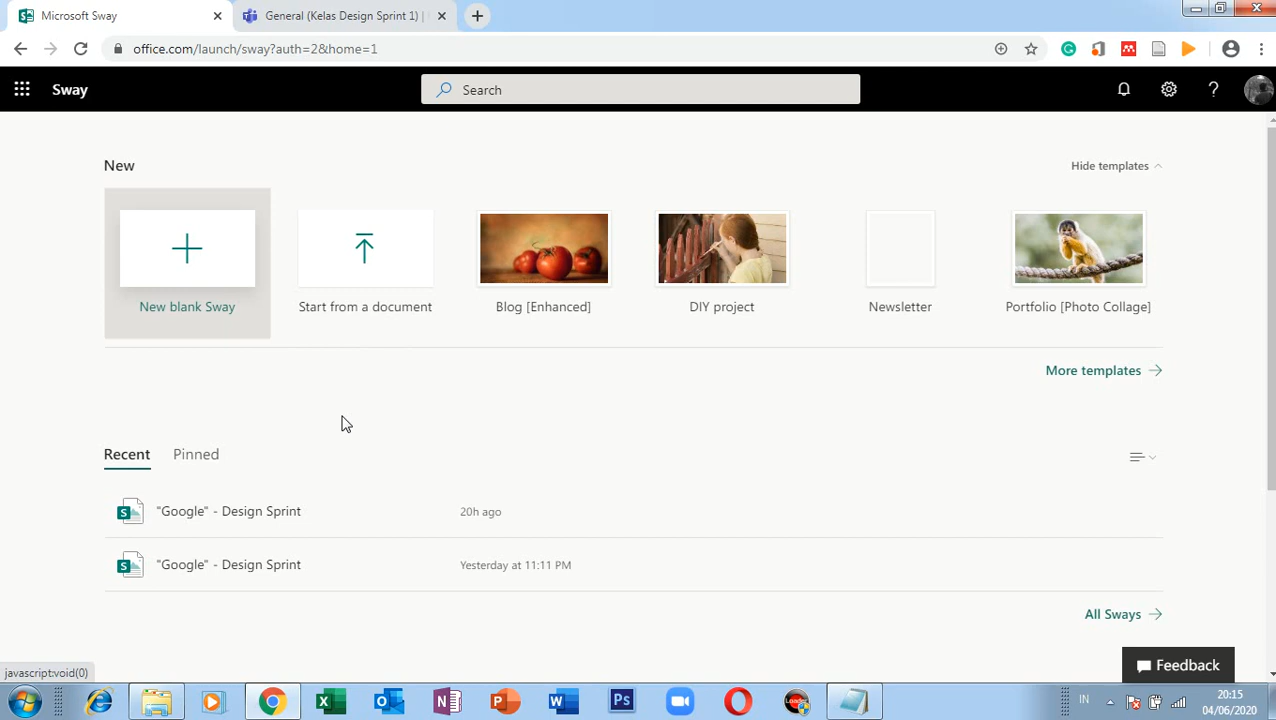 Microsoft Sway
General (Kelas Design Sprint 1) |
office.com/launch/sway?auth=2&home=1
Sway
Search
New
Hide templates
New blank Sway
Start from a document
Blog [Enhanced]
DIY project
Newsletter
Portfolio [Photo Collage]
More templates
Recent
Pinned
"Google" - Design Sprint
20h ago
"Google" - Design Sprint
Yesterday at 11:11 PM
All Sways
Feedback
javascript:void(0)
IN
20:15
04/06/2020